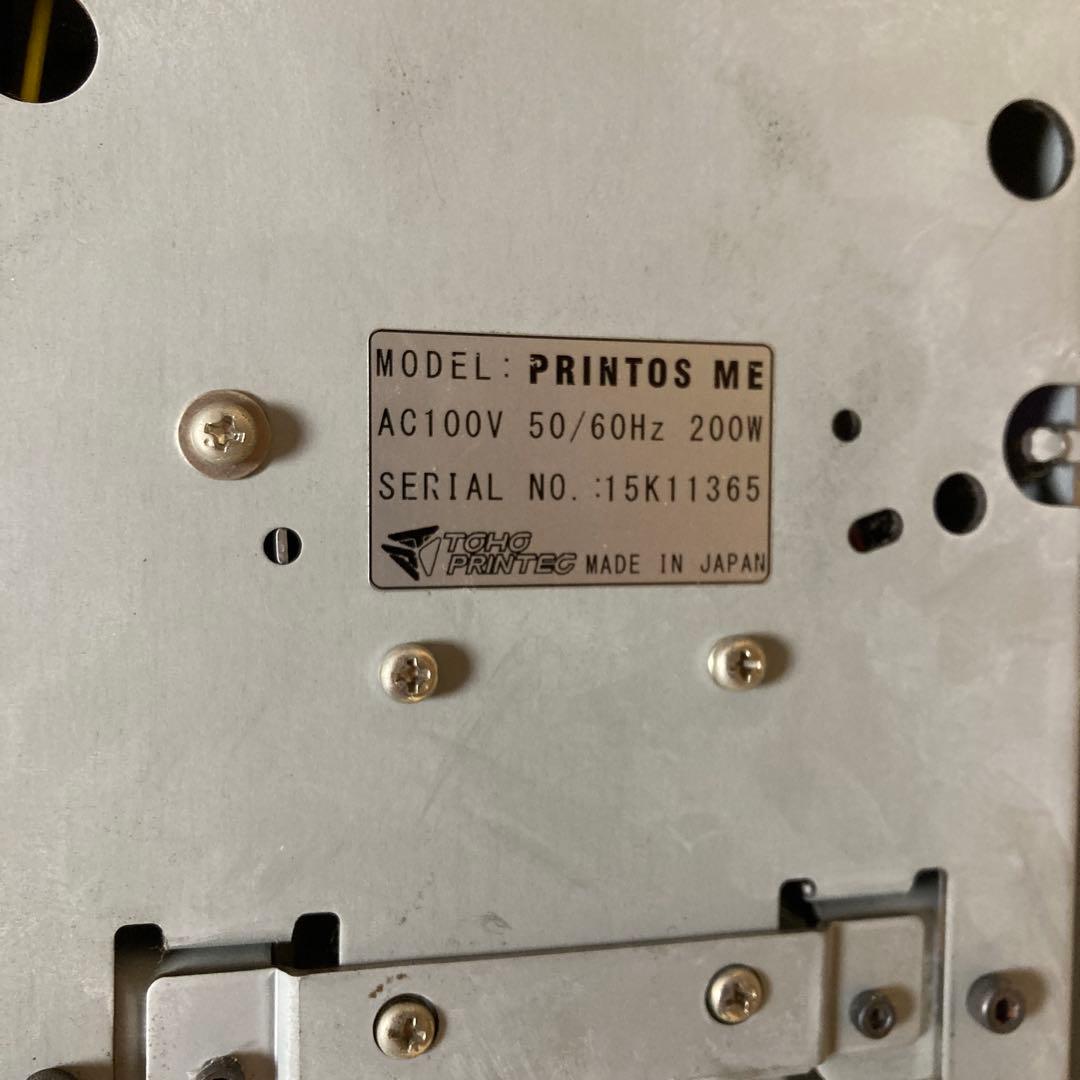 MODEL: PRINTOS ME
AC100V 50/60Hz 200W
SERIAL NO.:15K11365
TOHO
PRINTEC MADE IN JAPAN